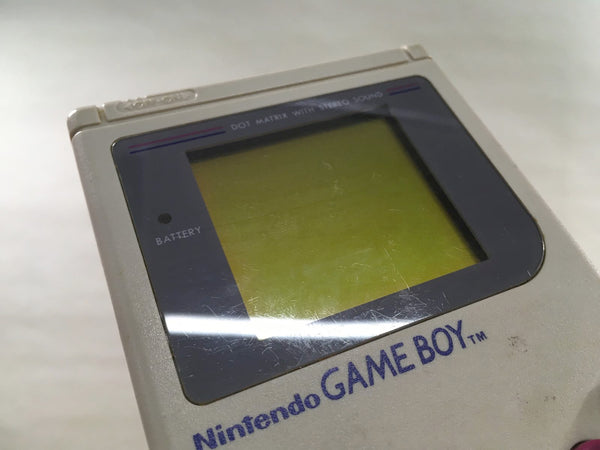 DOT MATRIX WITH STEREO SOUND
BATTERY
Nintendo GAME BOY™